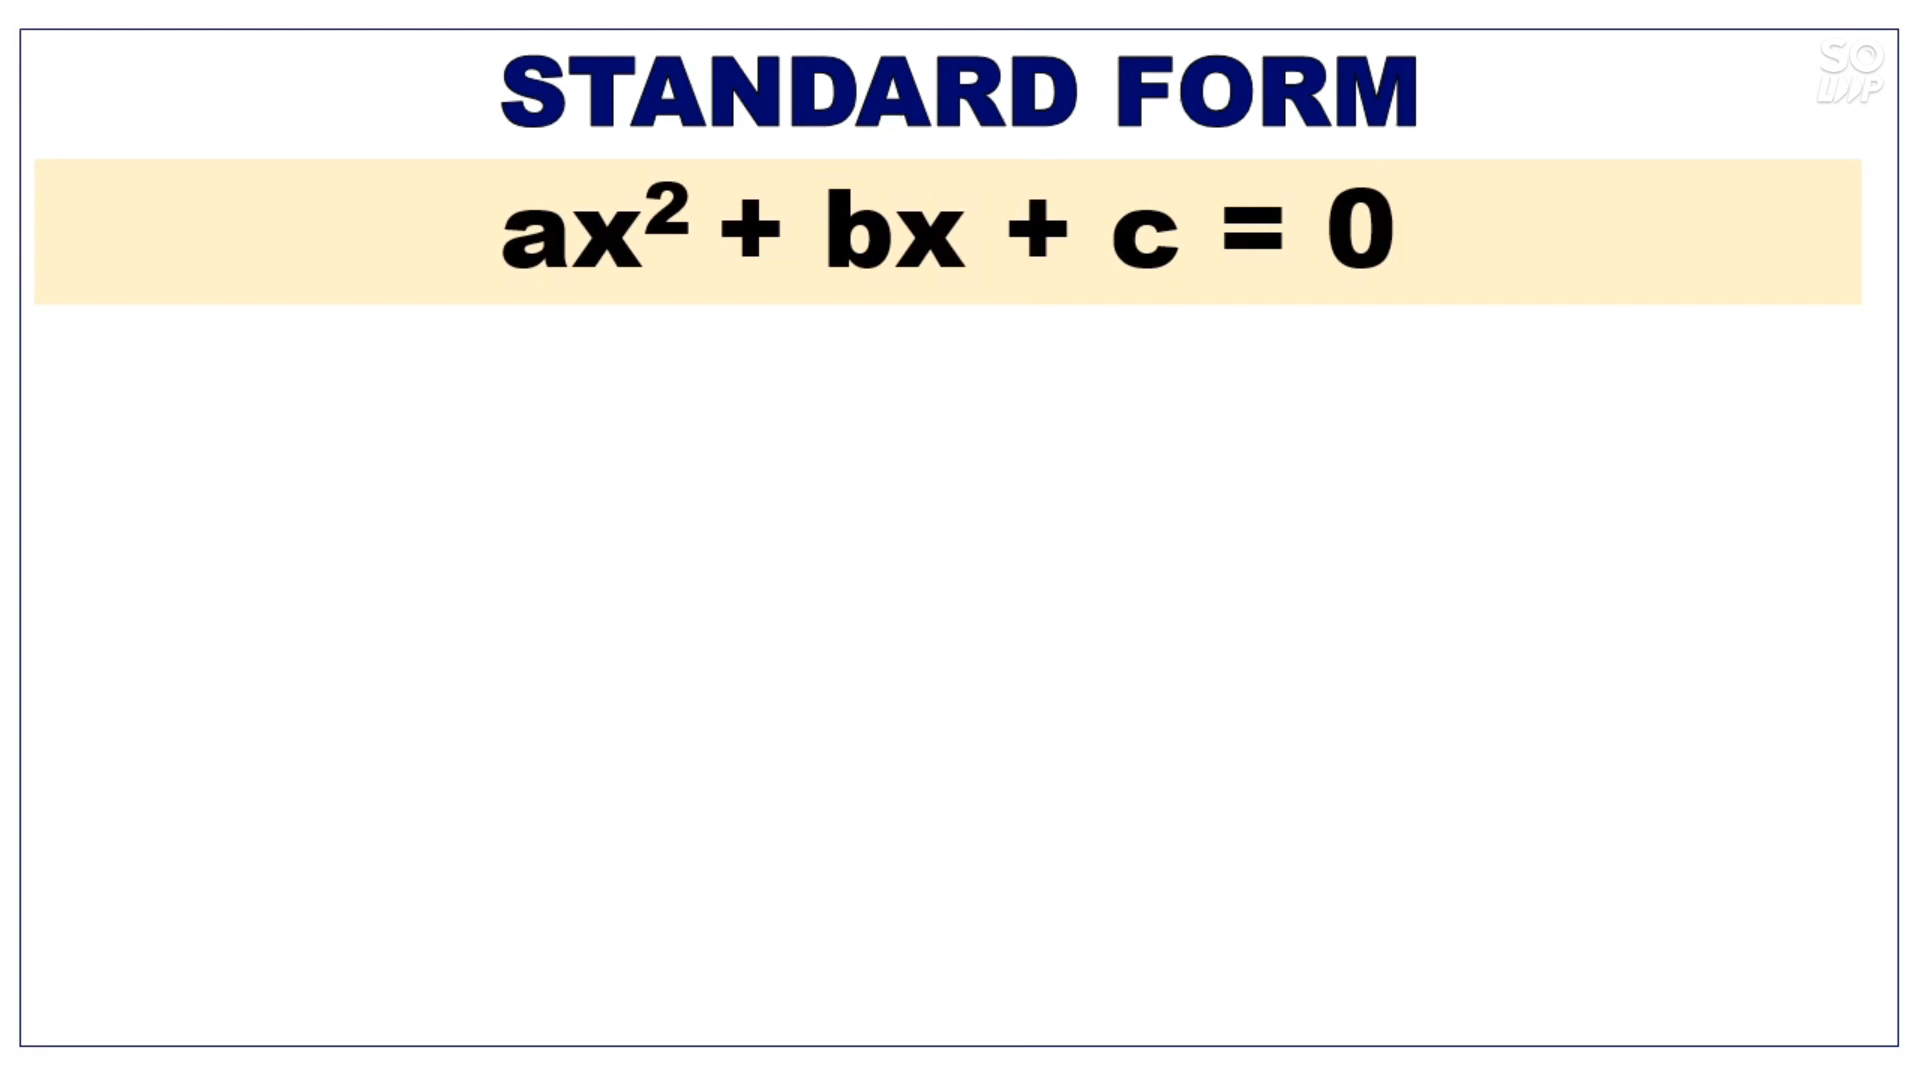 STANDARD FORM
ax² + bx + c = 0